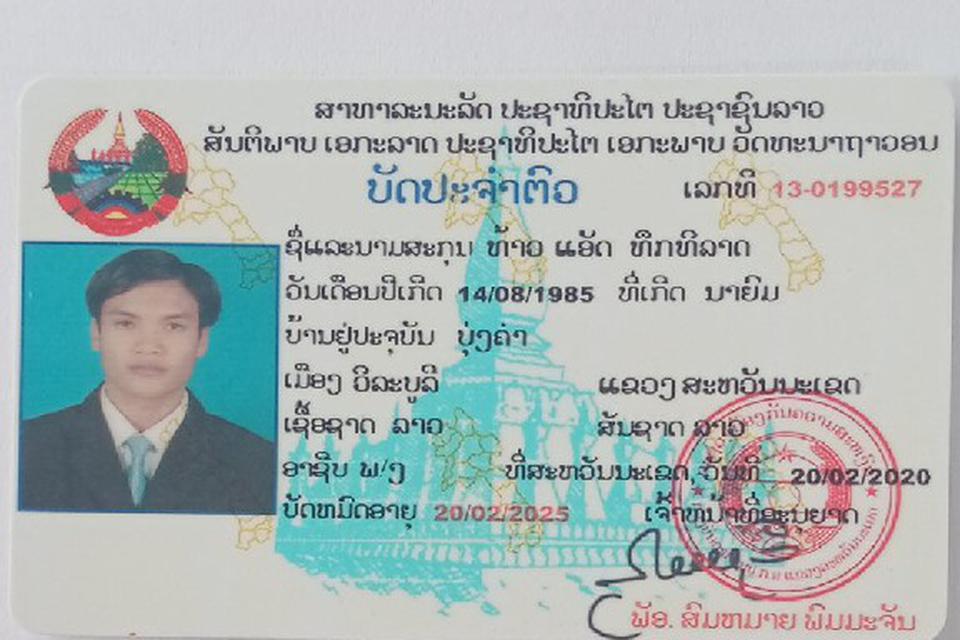 ສາທາລະນະລັດ ປະຊາທິປະໄຕ ປະຊາຊົນລາວ
ສັນຕິພາບ ເອກະລາດ ປະຊາທິປະໄຕ ເອກະພາບ ວັດທະນາຖາວອນ
ບັດປະຈຳຕົວ ເລກທີ 13-0199527
ຊື່ແລະນາມສະກຸນ ທ້າວ ແອັດ ທຶກທິລາດ
ວັນເດືອນປີເກີດ 14/08/1985 ທີ່ເກີດ ນາຍົມ
ບ້ານຢູ່ປະຈຸບັນ ບຸ່ງຄ່າ
ເມືອງ ວິລະບູລີ ແຂວງ ສະຫວັນນະເຂດ
ເຊື້ອຊາດ ລາວ ສັນຊາດ ລາວ
ອາຊີບ ພ/ງ ທີ່ສະຫວັນນະເຂດ, ວັນທີ 20/02/2020
ບັດຫມົດອາຍຸ 20/02/2025 ເຈົ້າຫນ້າທີ່ອະນຸຍາດ
ພັອ. ສົມຫມາຍ ພິມມະຈັນ